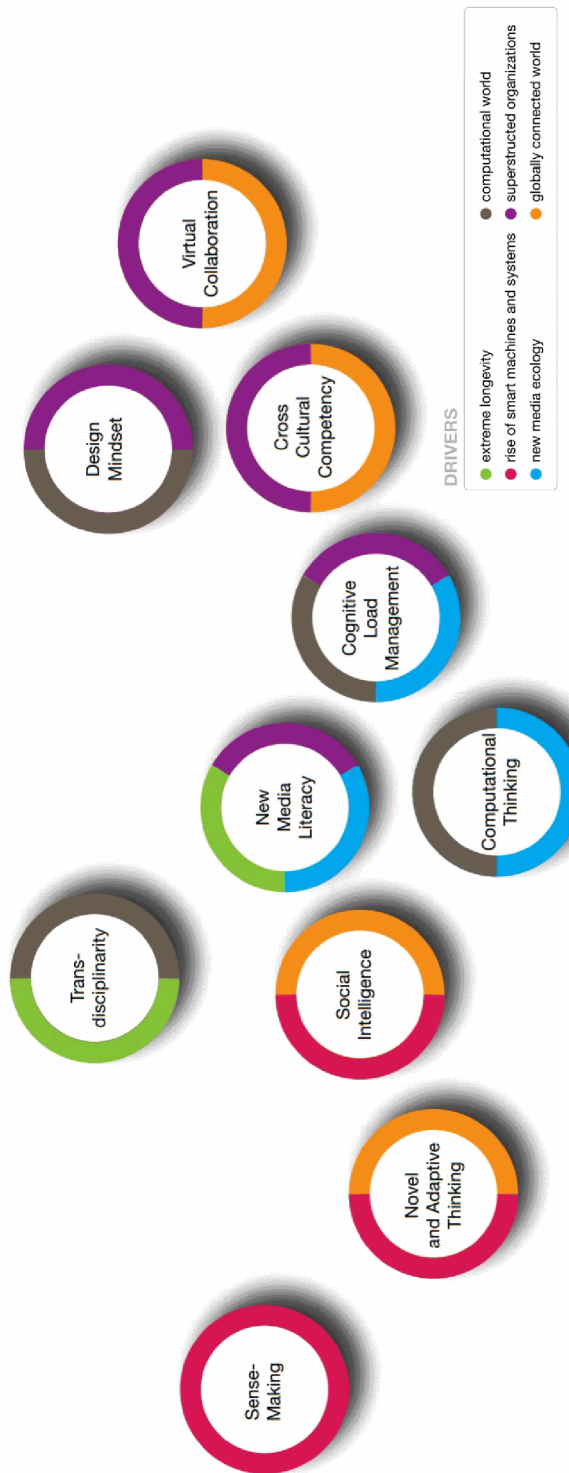 Sense-
Making
Novel
and Adaptive
Thinking
Trans-
disciplinarity
Social
Intelligence
New
Media
Literacy
Computational
Thinking
Cognitive
Load
Management
Design
Mindset
Cross
Cultural
Competency
Virtual
Collaboration
DRIVERS
extreme longevity
rise of smart machines and systems
new media ecology
computational world
superstructed organizations
globally connected world